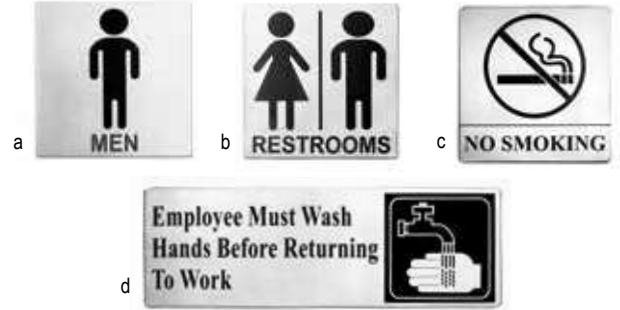 a
MEN
b
RESTROOMS
c
NO SMOKING
d
Employee Must Wash
Hands Before Returning
To Work